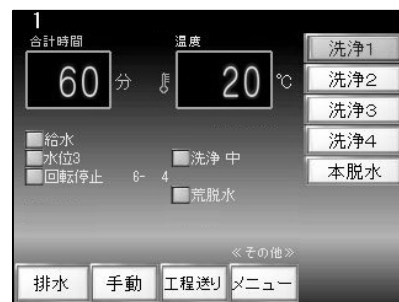 1
合計時間
温度
60 分
20 ℃
給水
水位3
回転停止 6- 4
洗浄 中
荒脱水
≪その他≫
洗浄1
洗浄2
洗浄3
洗浄4
本脱水
排水
手動
工程送り
メニュー